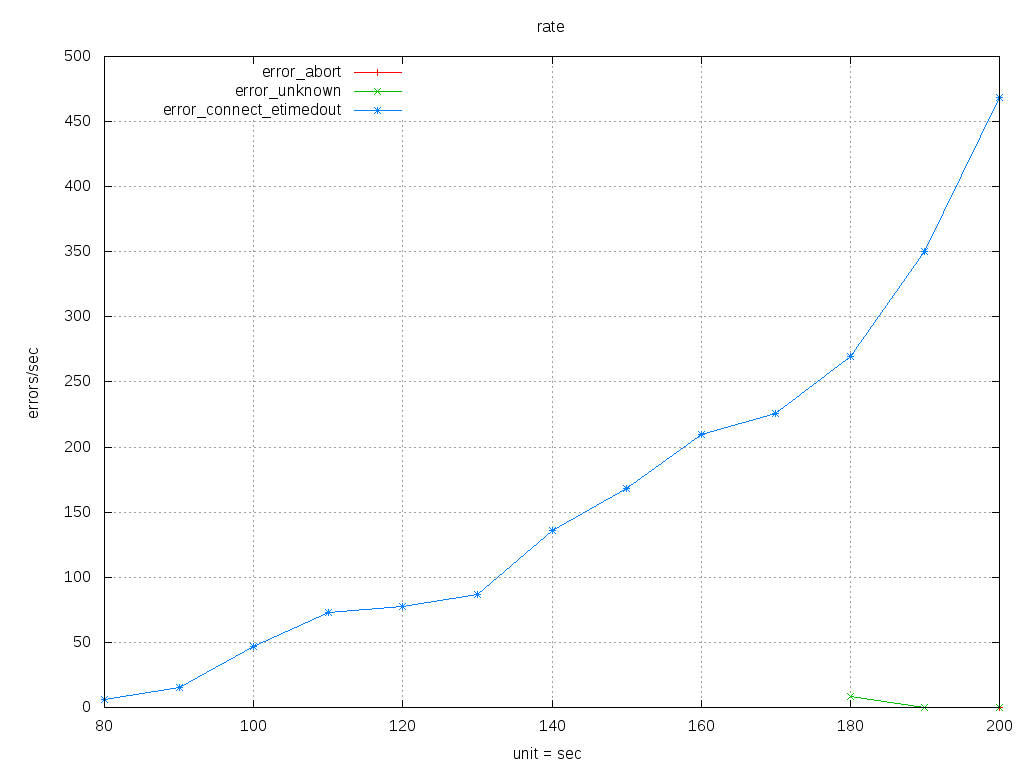 rate
500
450
400
350
300
250
200
150
100
50
0
errors/sec
error_abort
error_unknown
error_connect_etimedout
80 100 120 140 160 180 200
unit = sec